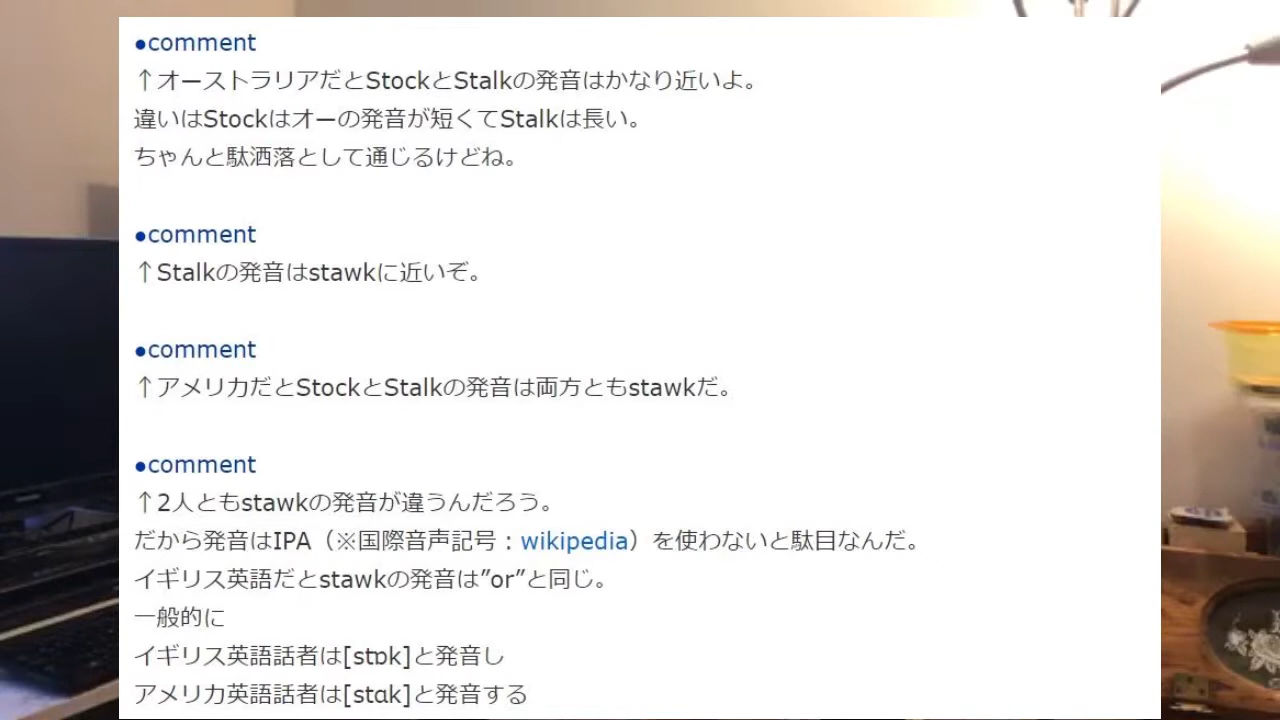 ●comment
↑オーストラリアだとStockとStalkの発音はかなり近いよ。
違いはStockはオーの発音が短くてStalkは長い。
ちゃんと駄洒落として通じるけどね。
●comment
↑Stalkの発音はstawkに近いぞ。
●comment
↑アメリカだとStockとStalkの発音は両方ともstawkだ。
●comment
↑2人ともstawkの発音が違うんだろう。
だから発音はIPA（※国際音声記号：wikipedia）を使わないと駄目なんだ。
イギリス英語だとstawkの発音は”or”と同じ。
一般的に
イギリス英語話者は[stɒk]と発音し
アメリカ英語話者は[stɑk]と発音する